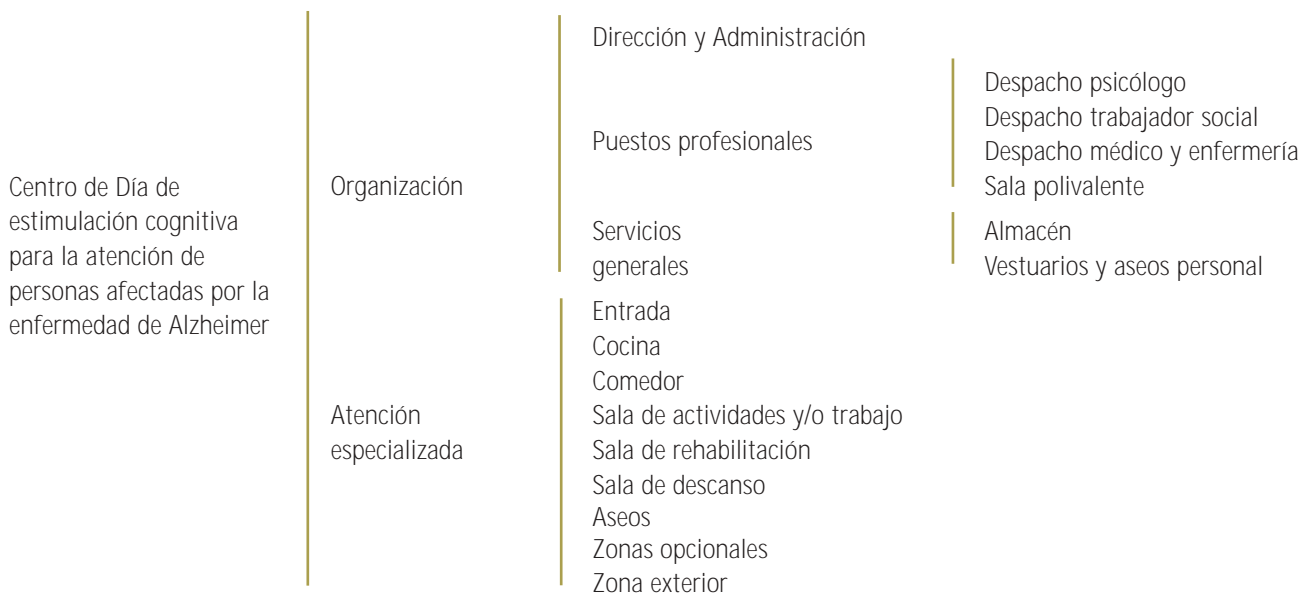 Centro de Día de
estimulación cognitiva
para la atención de
personas afectadas por la
enfermedad de Alzheimer
Organización
Dirección y Administración
Puestos profesionales
Despacho psicólogo
Despacho trabajador social
Despacho médico y enfermería
Sala polivalente
Servicios
generales
Almacén
Vestuarios y aseos personal
Atención
especializada
Entrada
Cocina
Comedor
Sala de actividades y/o trabajo
Sala de rehabilitación
Sala de descanso
Aseos
Zonas opcionales
Zona exterior